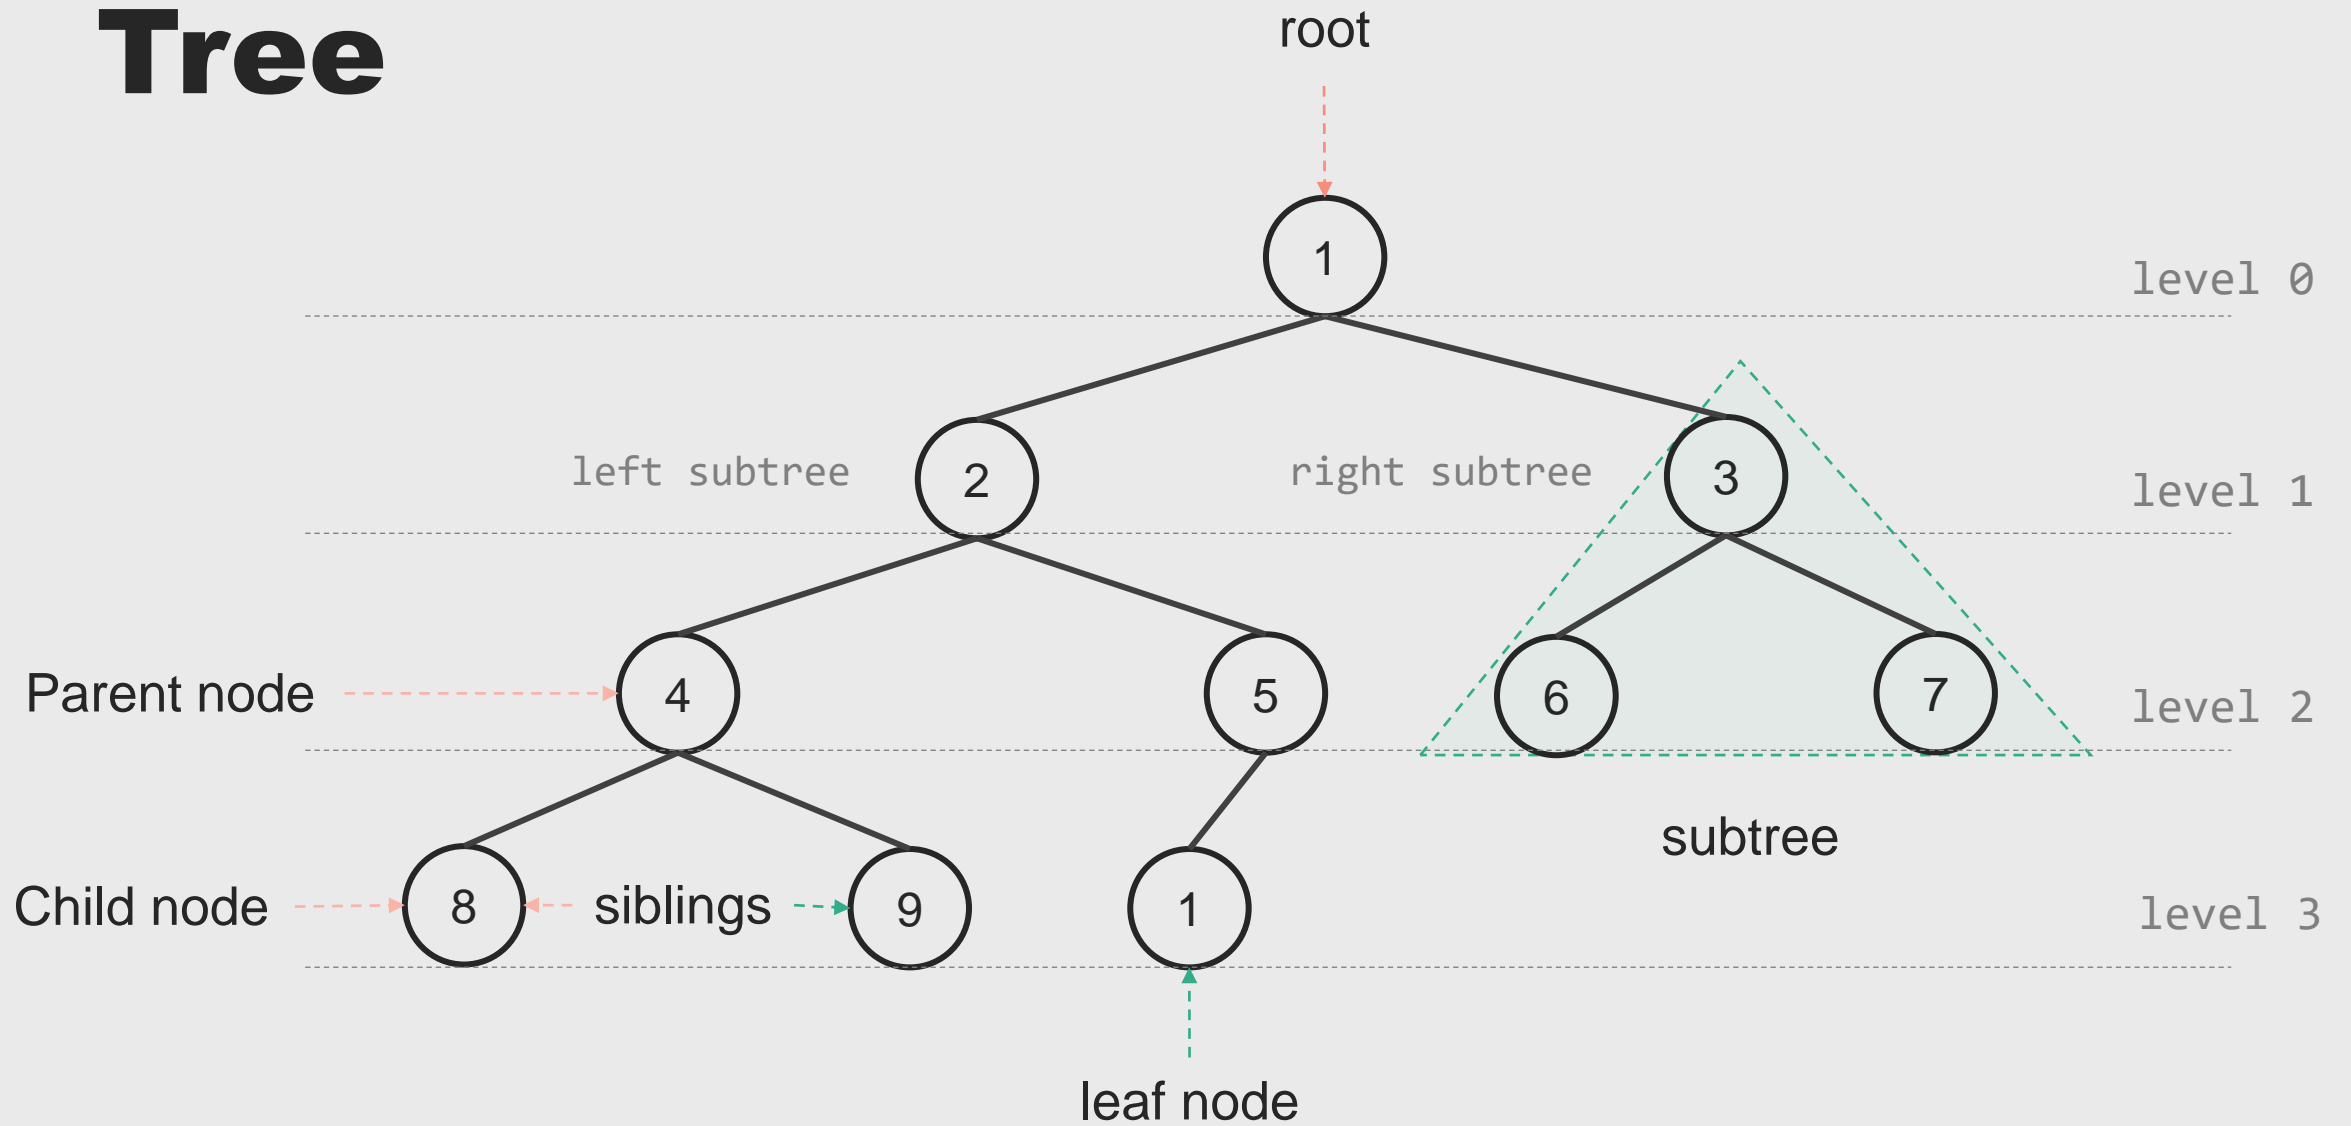 Tree
root
1
level 0
left subtree
2
right subtree
3
level 1
Parent node
4
5
6
7
level 2
subtree
Child node
8
siblings
9
1
level 3
leaf node